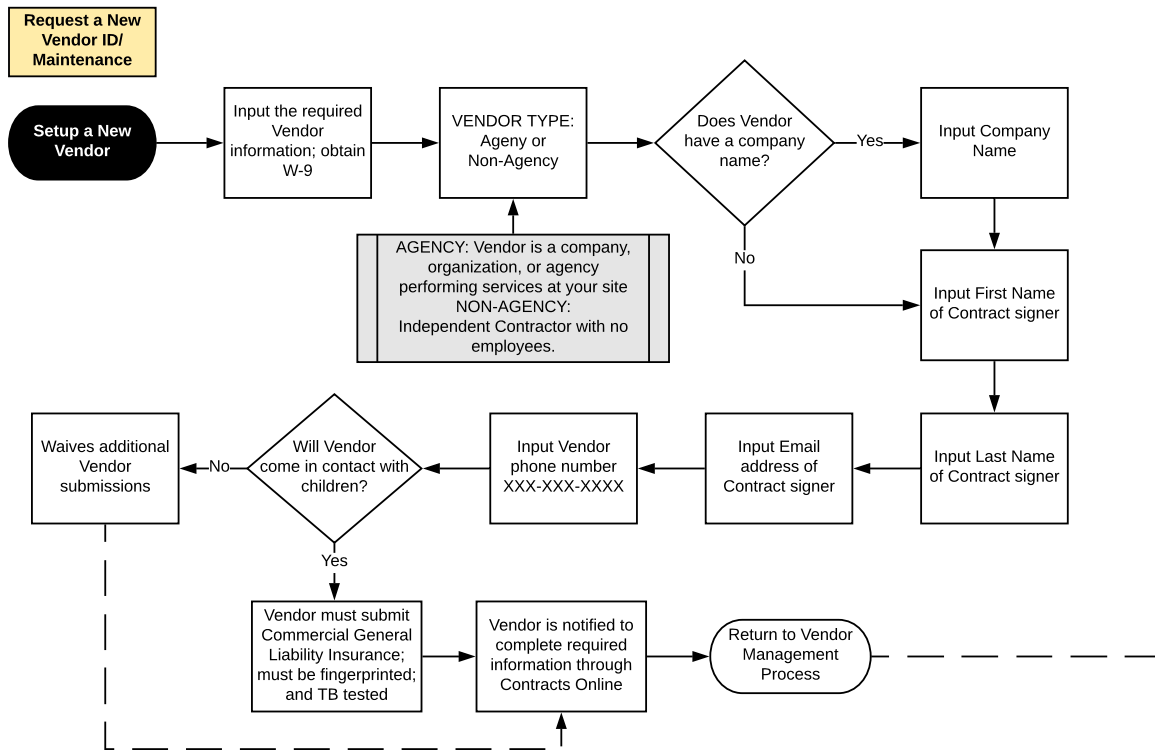 Request a New
Vendor ID/
Maintenance
Setup a New
Vendor
Input the required
Vendor
information; obtain
W-9
VENDOR TYPE:
Ageny or
Non-Agency
Does Vendor
have a company
name?
Yes
Input Company
Name
No
AGENCY: Vendor is a company,
organization, or agency
performing services at your site
NON-AGENCY:
Independent Contractor with no
employees.
Input First Name
of Contract signer
Input Last Name
of Contract signer
Input Email
address of
Contract signer
Input Vendor
phone number
XXX-XXX-XXXX
Will Vendor
come in contact with
children?
No
Waives additional
Vendor
submissions
Yes
Vendor must submit
Commercial General
Liability Insurance;
must be fingerprinted;
and TB tested
Vendor is notified to
complete required
information through
Contracts Online
Return to Vendor
Management
Process